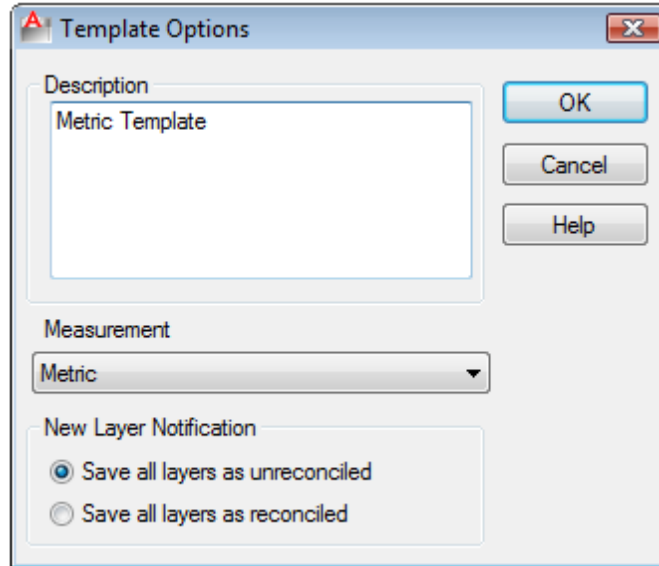 Template Options
Description
Metric Template
OK
Cancel
Help
Measurement
Metric
New Layer Notification
Save all layers as unreconciled
Save all layers as reconciled